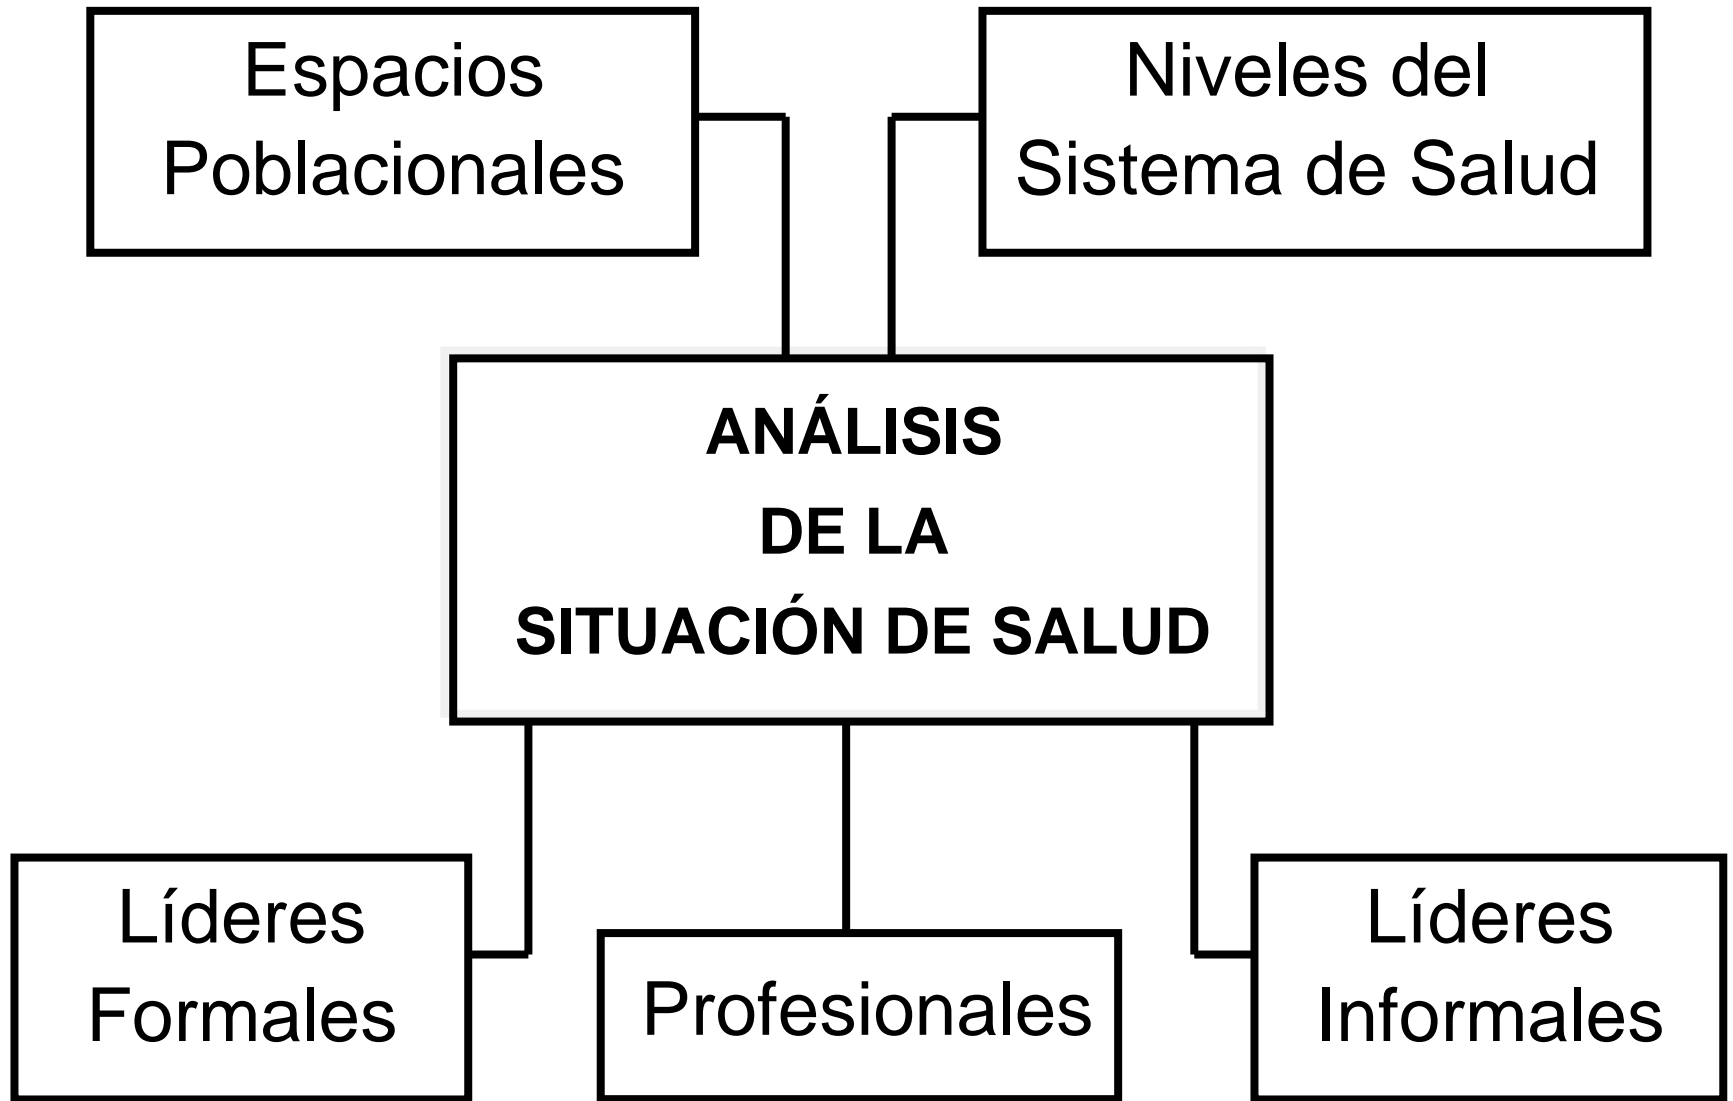 Espacios
Poblacionales
Niveles del
Sistema de Salud
ANÁLISIS
DE LA
SITUACIÓN DE SALUD
Líderes
Formales
Profesionales
Líderes
Informales